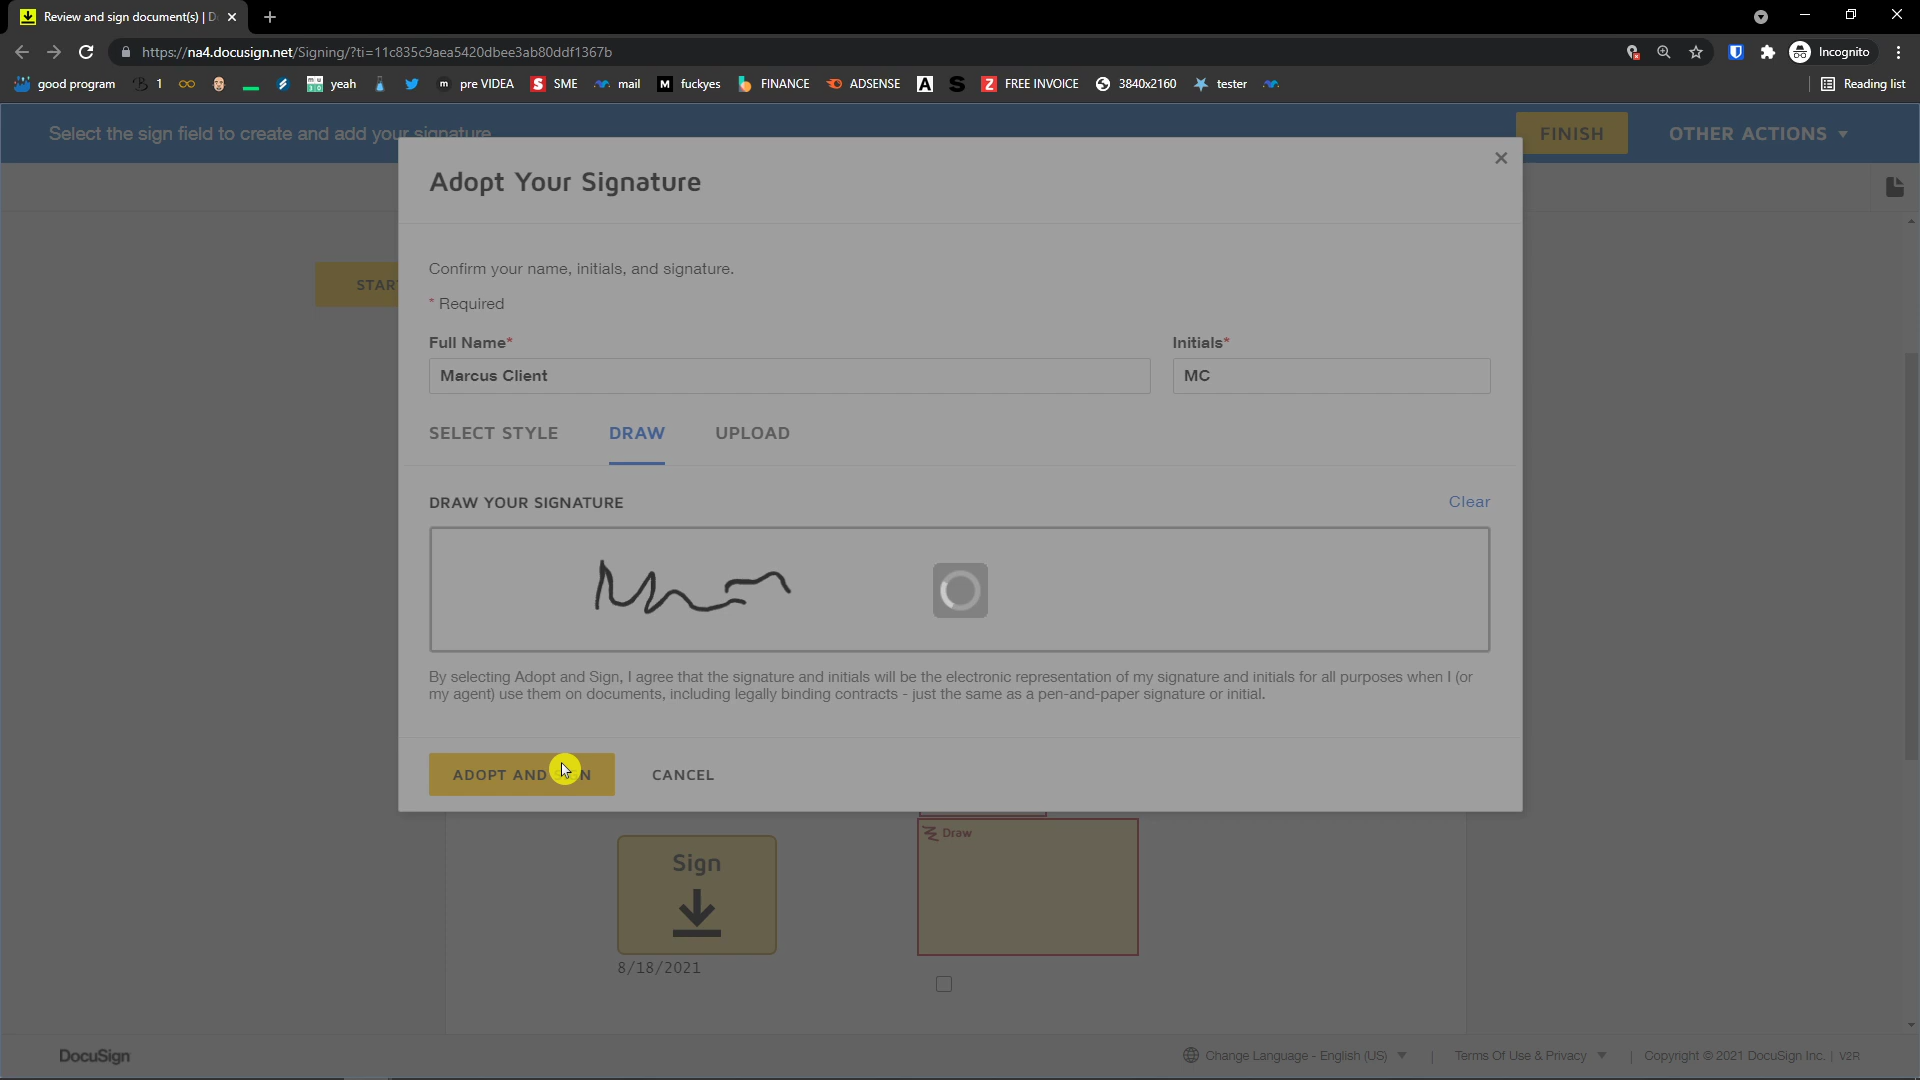 Review and sign document(s) | D
https://na4.docusign.net/Signing/?ti=11c835c9aea5420dbee3ab80ddf1367b
Incognito
good program
1
yeah
pre VIDEA
SME
mail
fuckyes
FINANCE
ADSENSE
FREE INVOICE
3840x2160
tester
Reading list
Select the sign field to create and add your signature
FINISH
OTHER ACTIONS
START
Adopt Your Signature
Confirm your name, initials, and signature.
* Required
Full Name*
Initials*
Marcus Client
MC
SELECT STYLE
DRAW
UPLOAD
DRAW YOUR SIGNATURE
Clear
By selecting Adopt and Sign, I agree that the signature and initials will be the electronic representation of my signature and initials for all purposes when I (or
my agent) use them on documents, including legally binding contracts - just the same as a pen-and-paper signature or initial.
ADOPT AND SIGN
CANCEL
Draw
Sign
8/18/2021
DocuSign
Change Language - English (US)
Terms Of Use & Privacy
Copyright © 2021 DocuSign Inc. | V2R